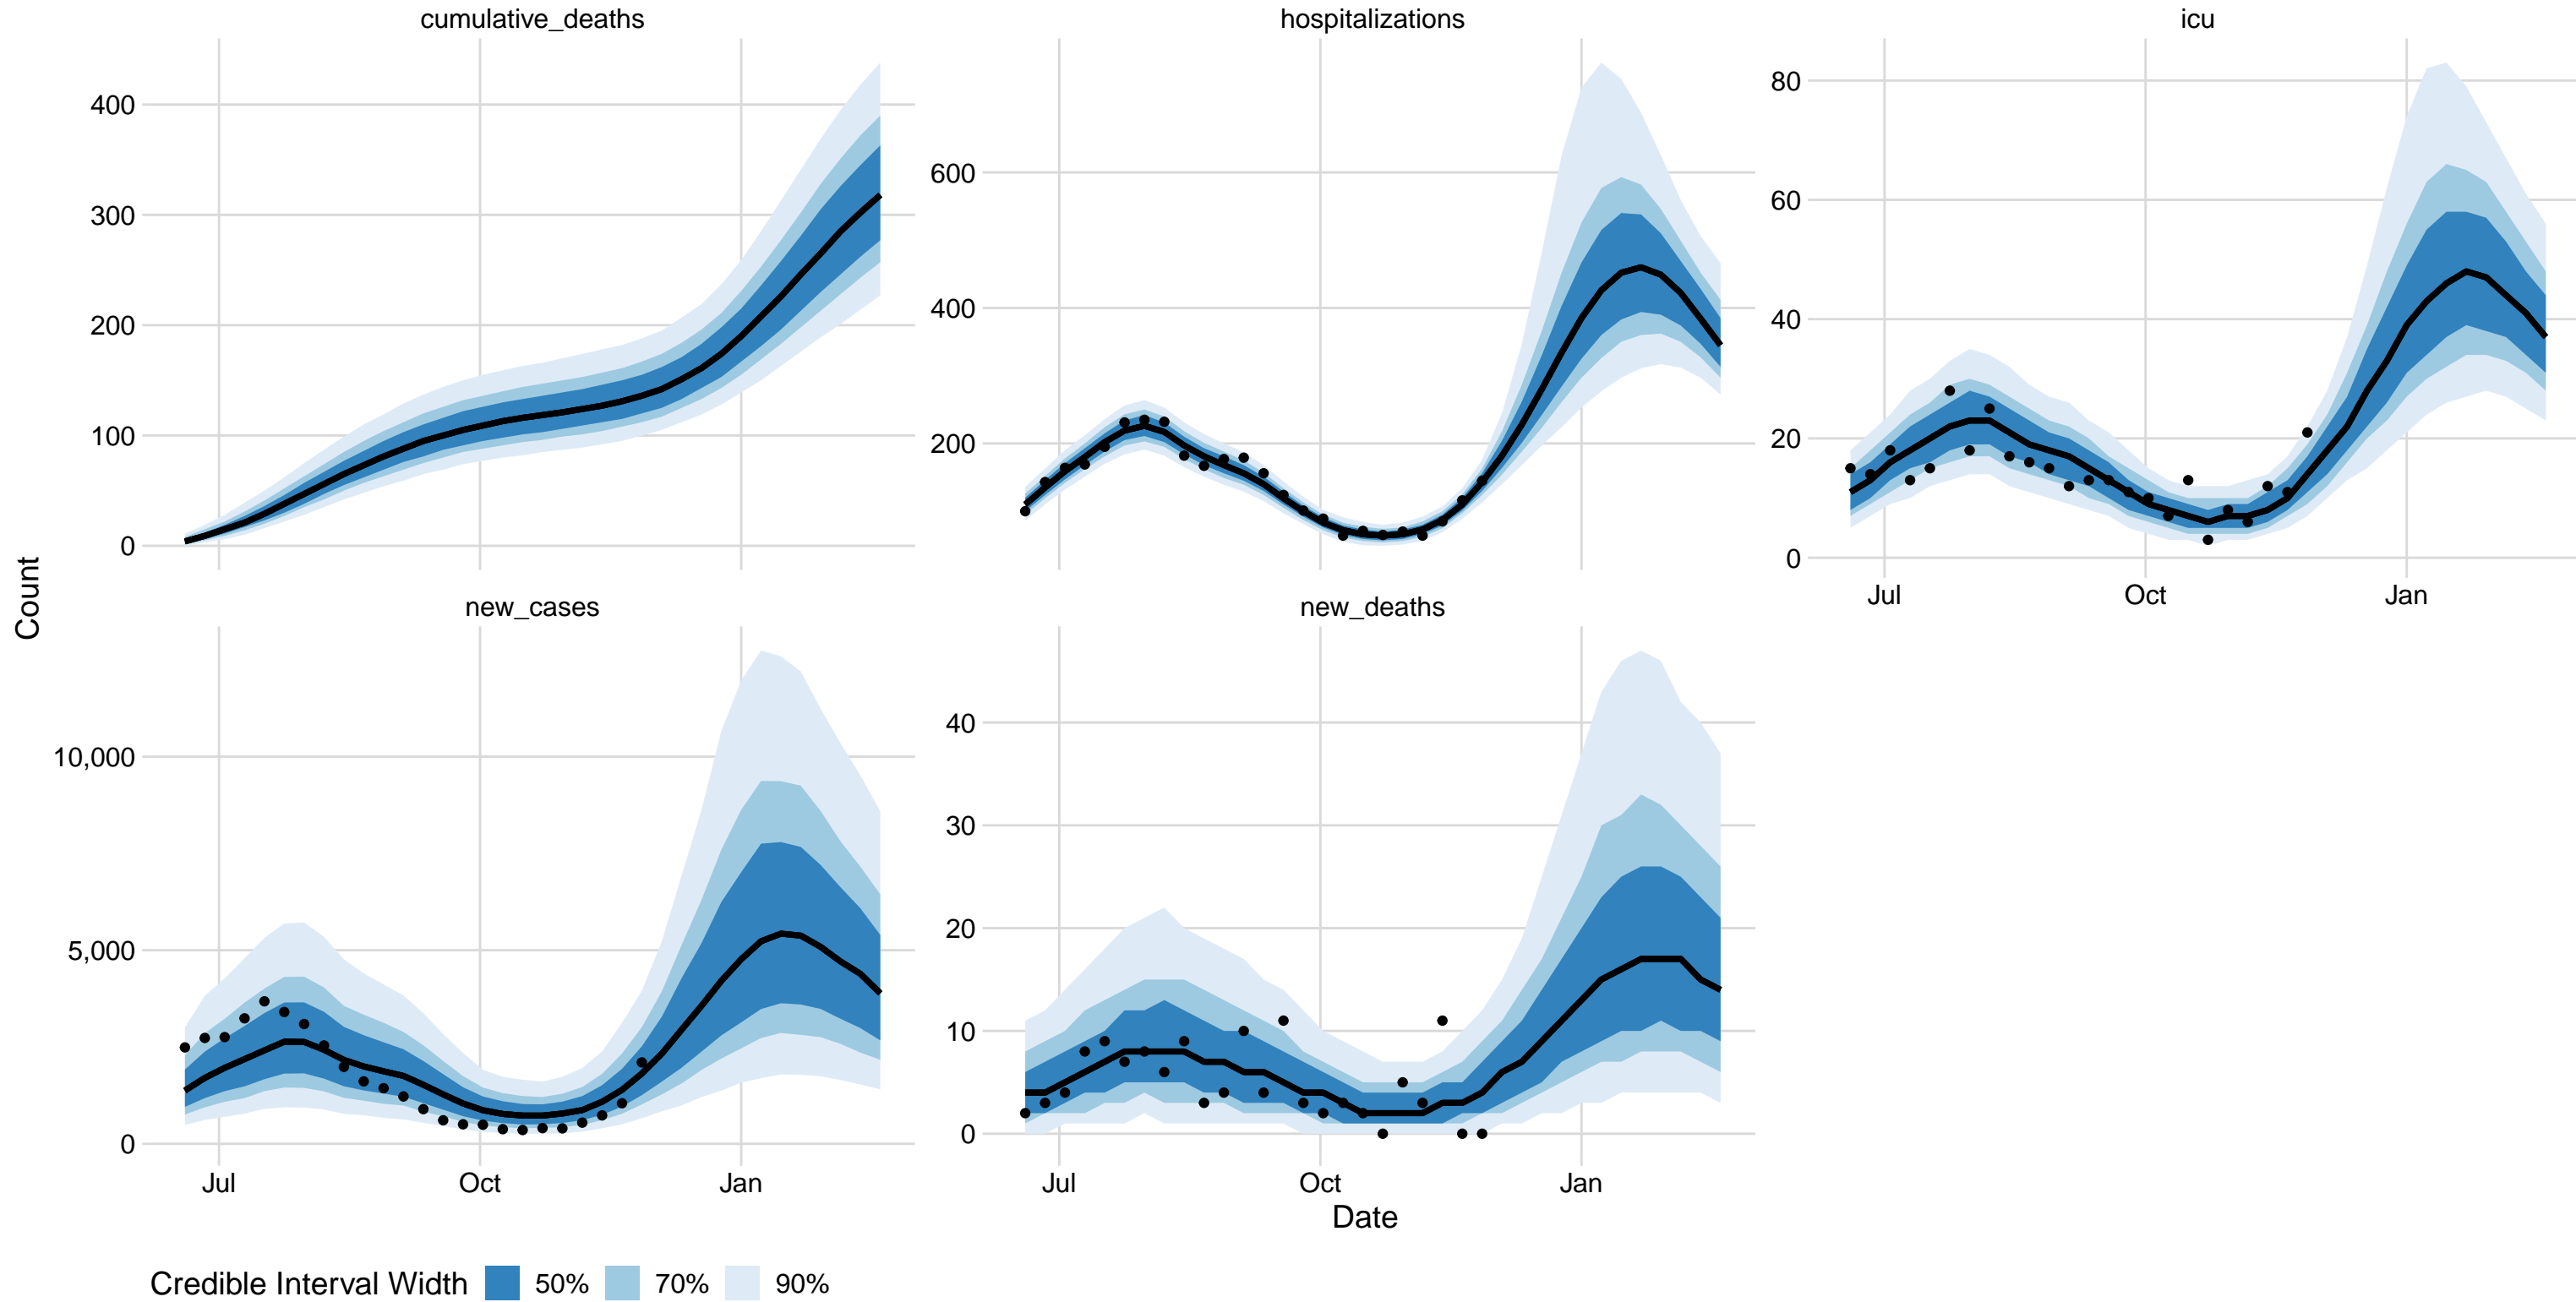 cumulative_deaths
hospitalizations
icu
400
300
200
100
0
600
400
200
80
60
40
20
0
Jul Oct Jan
Count
new_cases
new_deaths
10,000
5,000
0
40
30
20
10
0
Jul Oct Jan
Jul Oct Jan
Date
Credible Interval Width 50% 70% 90%